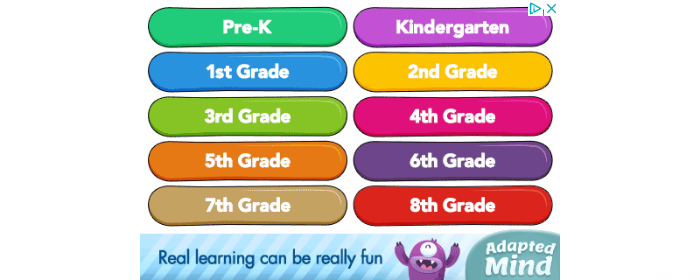 Pre-K
Kindergarten
1st Grade
2nd Grade
3rd Grade
4th Grade
5th Grade
6th Grade
7th Grade
8th Grade
Real learning can be really fun
Adapted
Mind